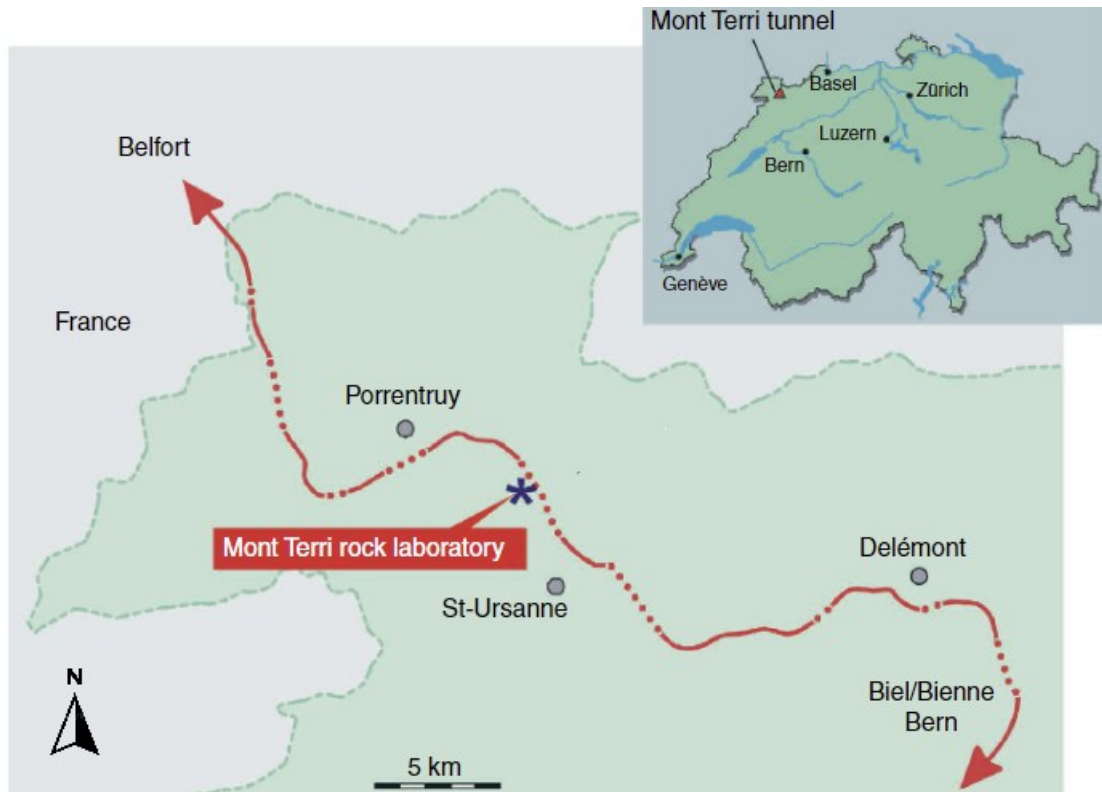 Mont Terri tunnel
Basel
Zürich
Luzern
Bern
Genève
Belfort
France
Porrentruy
Mont Terri rock laboratory
Delémont
St-Ursanne
N
Biel/Bienne
Bern
5 km